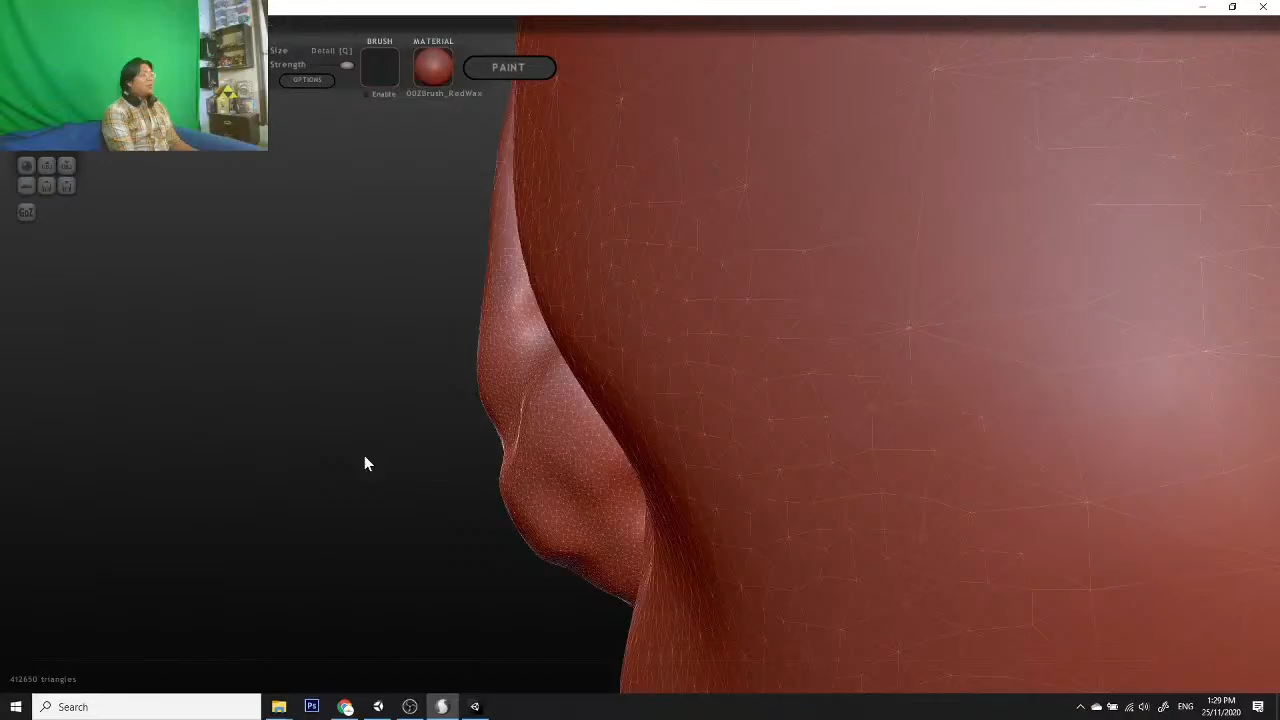 BRUSH MATERIAL
Size Detail [Q]
Strength
OPTIONS
PAINT
Enable 00ZBrush_RedWax
GoZ
412650 triangles
Search
Ps
ENG
1:29 PM
25/11/2020